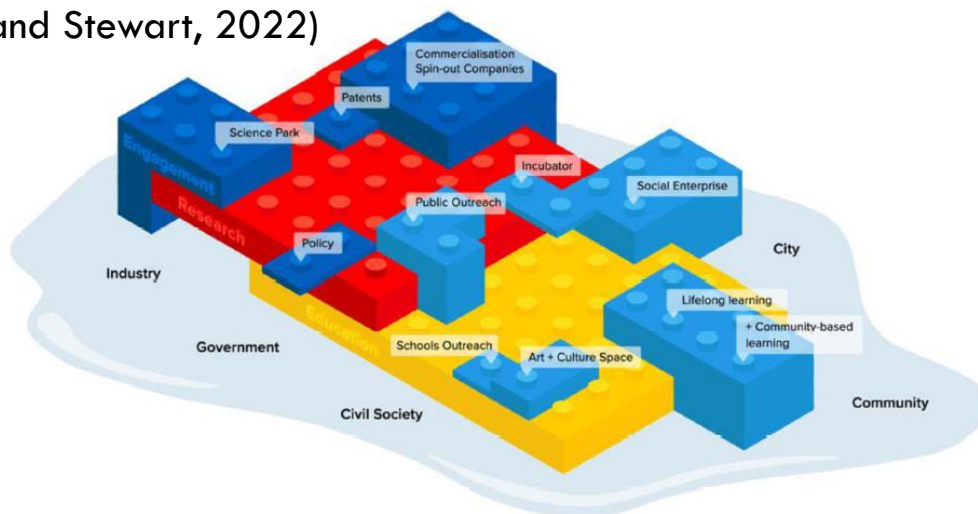 and Stewart, 2022)
Commercialisation
Spin-out Companies
Patents
Science Park
Engagement
Incubator
Social Enterprise
Public Outreach
Research
Policy
City
Industry
Lifelong learning
+ Community-based
learning
Education
Schools Outreach
Government
Art + Culture Space
Community
Civil Society